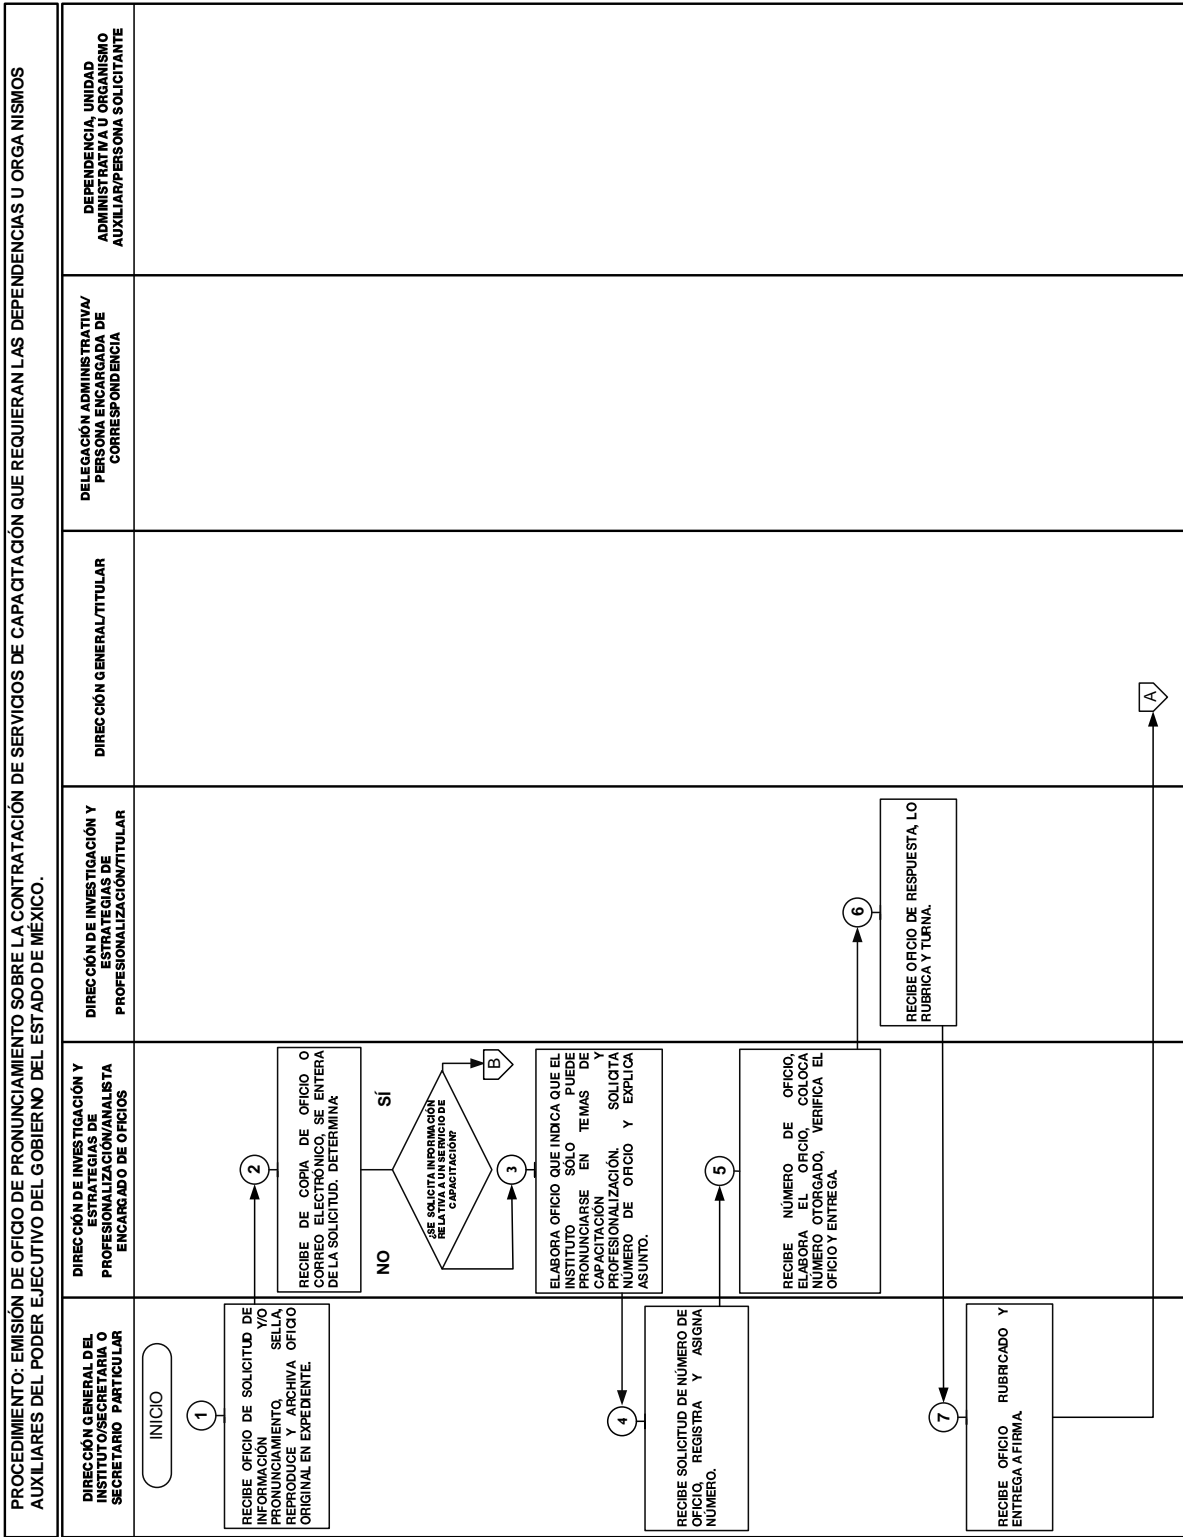 PROCEDIMIENTO: EMISIÓN DE OFICIO DE PRONUNCIAMIENTO SOBRE LA CONTRATACIÓN DE SERVICIOS DE CAPACITACIÓN QUE REQUIERAN LAS DEPENDENCIAS U ORGANISMOS
AUXILIARES DEL PODER EJECUTIVO DEL GOBIERNO DEL ESTADO DE MÉXICO.
DIRECCIÓN GENERAL DEL
INSTITUTO/SECRETARIA O
SECRETARIO PARTICULAR
DIRECCIÓN DE INVESTIGACIÓN Y
ESTRATEGIAS DE
PROFESIONALIZACIÓN/ANALISTA
ENCARGADO DE OFICIOS
DIRECCIÓN DE INVESTIGACIÓN Y
ESTRATEGIAS DE
PROFESIONALIZACIÓN/TITULAR
DIRECCIÓN GENERAL/TITULAR
DELEGACIÓN ADMINISTRATIVA/
PERSONA ENCARGADA DE
CORRESPONDENCIA
DEPENDENCIA, UNIDAD
ADMINISTRATIVA U ORGANISMO
AUXILIAR/PERSONA SOLICITANTE
INICIO
1
RECIBE OFICIO DE SOLICITUD DE
INFORMACIÓN Y/O
PRONUNCIAMIENTO, SELLA,
REPRODUCE Y ARCHIVA OFICIO
ORIGINAL EN EXPEDIENTE.
2
RECIBE DE COPIA DE OFICIO O
CORREO ELECTRÓNICO, SE ENTERA
DE LA SOLICITUD. DETERMINA:
NO
¿SE SOLICITA INFORMACIÓN
RELATIVA A UN SERVICIO DE
CAPACITACIÓN?
SÍ
B
3
ELABORA OFICIO QUE INDICA QUE EL
INSTITUTO SÓLO PUEDE
PRONUNCIARSE EN TEMAS DE
CAPACITACIÓN Y
PROFESIONALIZACIÓN. SOLICITA
NÚMERO DE OFICIO Y EXPLICA
ASUNTO.
4
RECIBE SOLICITUD DE NÚMERO DE
OFICIO, REGISTRA Y ASIGNA
NÚMERO.
5
RECIBE NÚMERO DE OFICIO,
ELABORA EL OFICIO, COLOCA
NÚMERO OTORGADO, VERIFICA EL
OFICIO Y ENTREGA.
6
RECIBE OFICIO DE RESPUESTA, LO
RUBRICA Y TURNA.
7
RECIBE OFICIO RUBRICADO Y
ENTREGA A FIRMA.
A